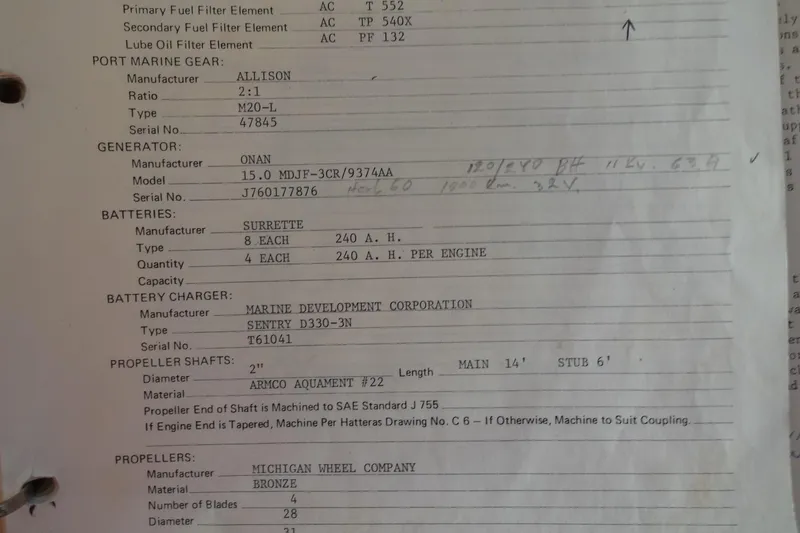 Primary Fuel Filter Element AC T 552
Secondary Fuel Filter Element AC TP 540X
Lube Oil Filter Element AC PF 132
PORT MARINE GEAR:
Manufacturer ALLISON
Ratio 2:1
Type M20-L
Serial No. 47845
GENERATOR:
Manufacturer ONAN 120/240
Model 15.0 MDJF-3CR/9374AA
Serial No. J760177876 32V.
BATTERIES:
Manufacturer SURRETTE
Type 8 EACH 240 A. H.
Quantity 4 EACH 240 A. H. PER ENGINE
Capacity
BATTERY CHARGER:
Manufacturer MARINE DEVELOPMENT CORPORATION
Type SENTRY D330-3N
Serial No. T61041
PROPELLER SHAFTS:
Diameter 2" Length MAIN 14' STUB 6'
Material ARMCO AQUAMENT #22
Propeller End of Shaft is Machined to SAE Standard J 755
If Engine End is Tapered, Machine Per Hatteras Drawing No. C 6 – If Otherwise, Machine to Suit Coupling.
PROPELLERS:
Manufacturer MICHIGAN WHEEL COMPANY
Material BRONZE
Number of Blades 4
Diameter 28